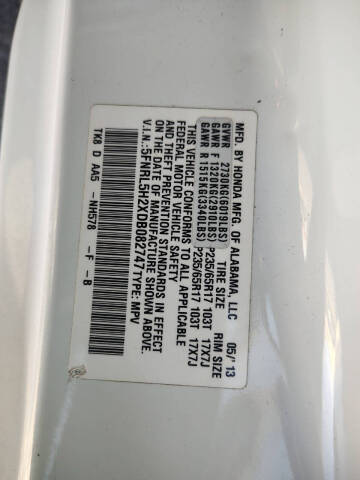 MFD. BY HONDA MFG. OF ALABAMA, LLC 05/'13
GVWR 2730KG(6019LBS) TIRE SIZE RIM SIZE
GAWR F 1320KG(2910LBS) P235/65R17 103T 17X7J
GAWR R 1515KG(3340LBS) P235/65R17 103T 17X7J
THIS VEHICLE CONFORMS TO ALL APPLICABLE
FEDERAL MOTOR VEHICLE SAFETY
AND THEFT PREVENTION STANDARDS IN EFFECT
ON THE DATE OF MANUFACTURE SHOWN ABOVE.
V.I.N.: 5FNRL5H2XDB082747 TYPE: MPV
TK8 D AA5 - NH578 - F - B